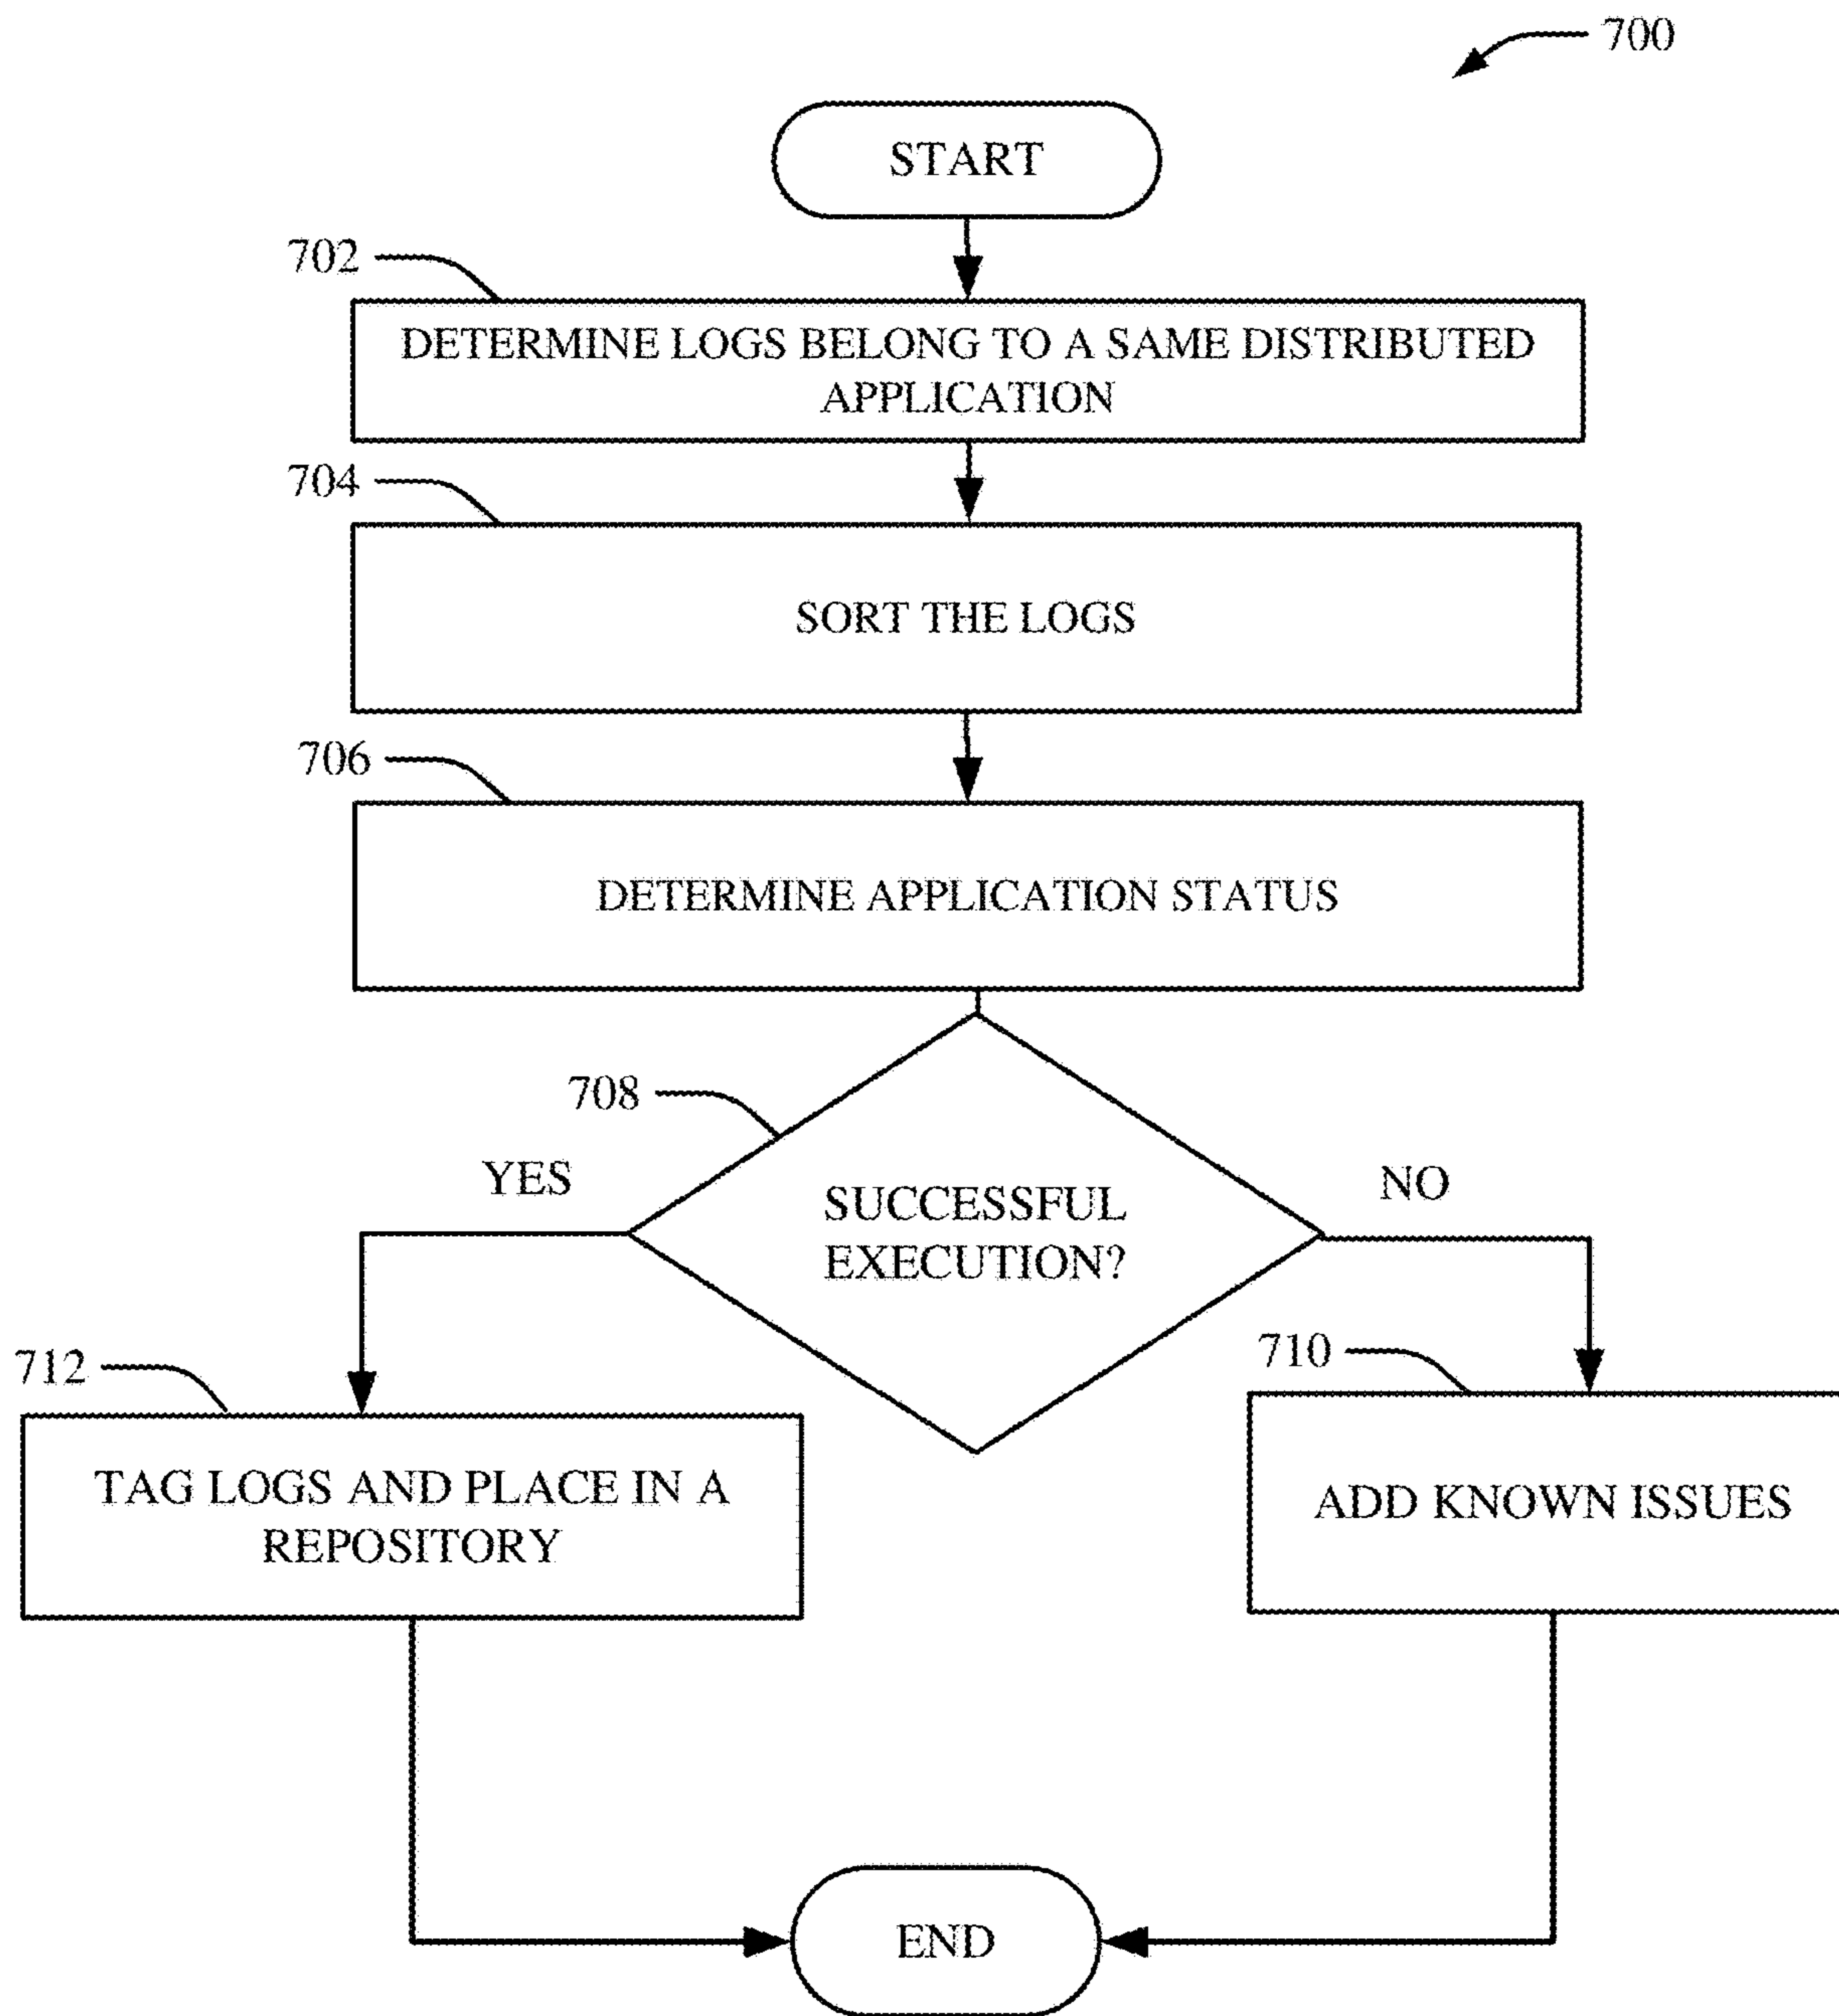 700
START
702
DETERMINE LOGS BELONG TO A SAME DISTRIBUTED
APPLICATION
704
SORT THE LOGS
706
DETERMINE APPLICATION STATUS
708
YES
NO
SUCCESSFUL
EXECUTION?
712
710
TAG LOGS AND PLACE IN A
REPOSITORY
ADD KNOWN ISSUES
END